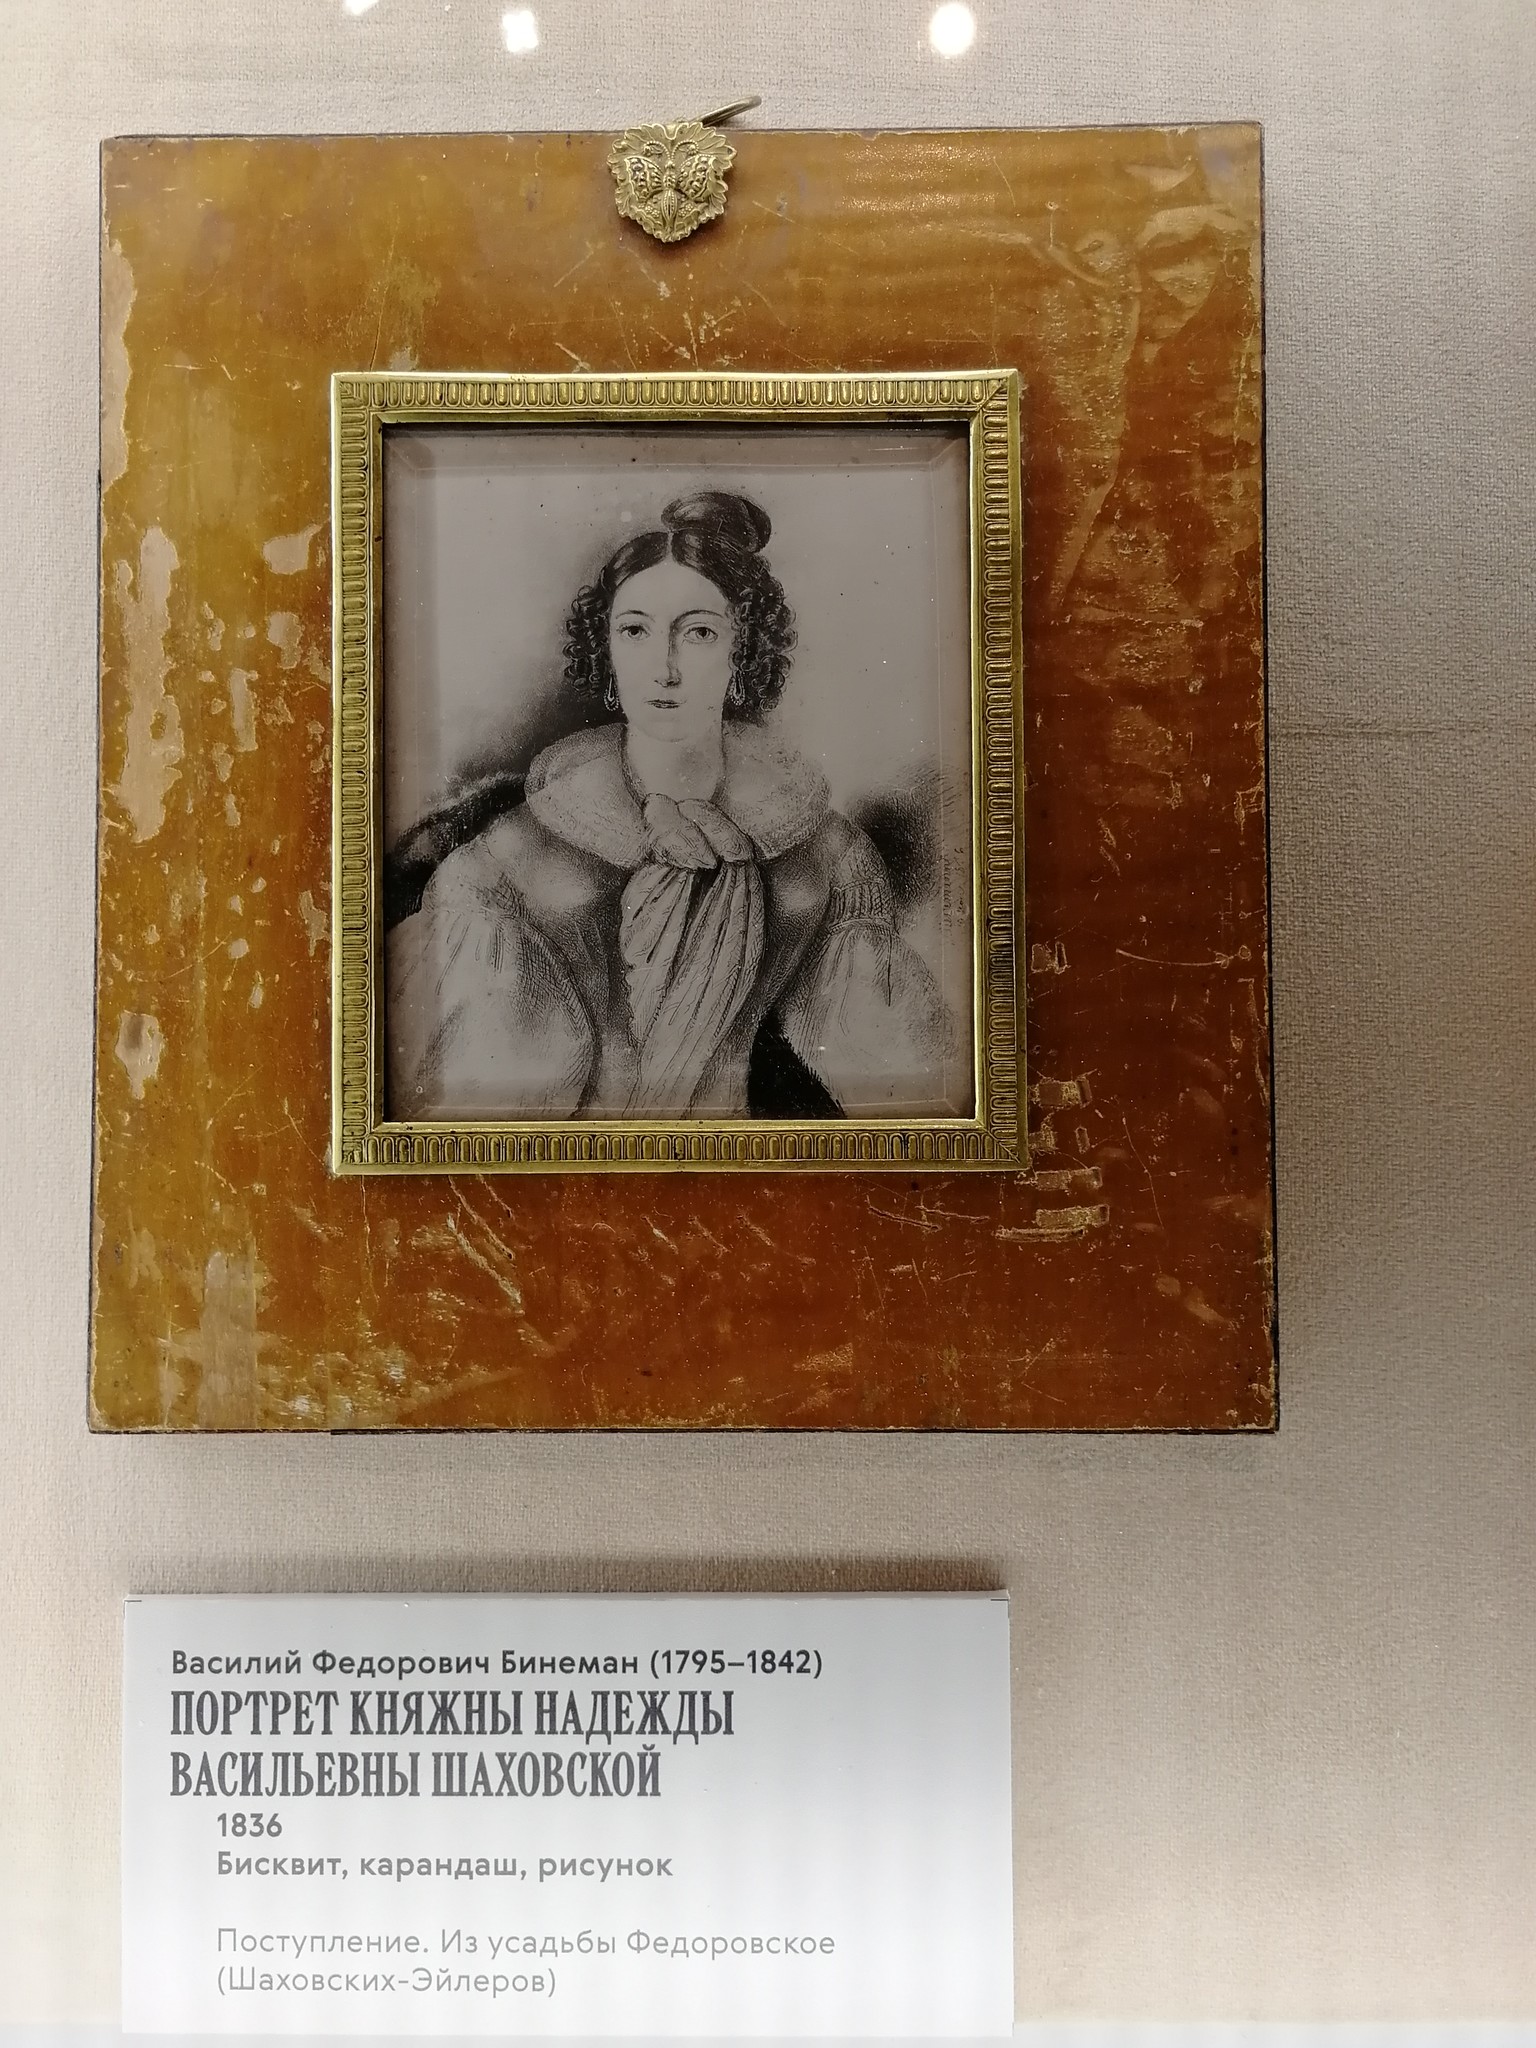 Василий Федорович Бинеман (1795–1842)
ПОРТРЕТ КНЯЖНЫ НАДЕЖДЫ
ВАСИЛЬЕВНЫ ШАХОВСКОЙ
1836
Бисквит, карандаш, рисунок
Поступление. Из усадьбы Федоровское
(Шаховских-Эйлеров)